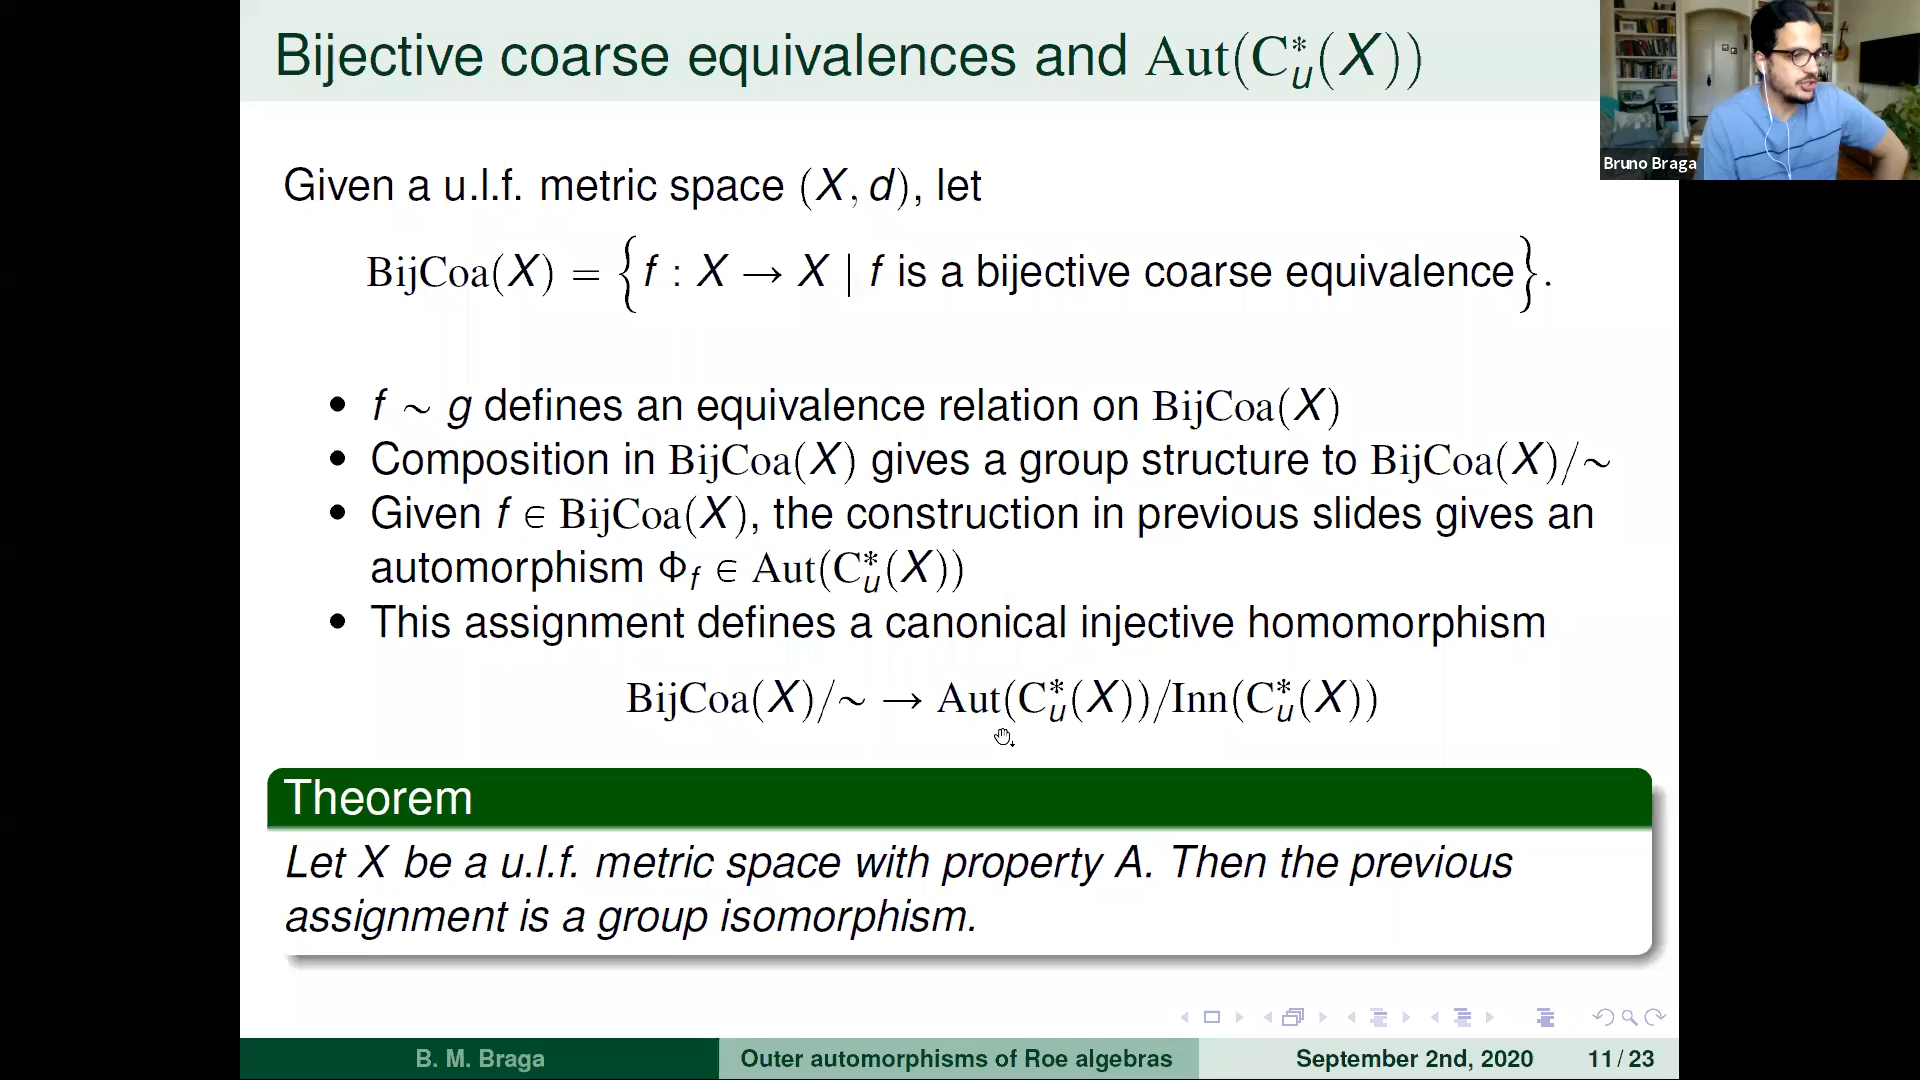 Bijective coarse equivalences and Aut(C*_u(X))
Bruno Braga
Given a u.l.f. metric space (X, d), let
BijCoa(X) = {f : X → X | f is a bijective coarse equivalence}.
• f ∼ g defines an equivalence relation on BijCoa(X)
• Composition in BijCoa(X) gives a group structure to BijCoa(X)/∼
• Given f ∈ BijCoa(X), the construction in previous slides gives an
automorphism Φ_f ∈ Aut(C*_u(X))
• This assignment defines a canonical injective homomorphism
BijCoa(X)/∼ → Aut(C*_u(X))/Inn(C*_u(X))
Theorem
Let X be a u.l.f. metric space with property A. Then the previous
assignment is a group isomorphism.
B. M. Braga
Outer automorphisms of Roe algebras
September 2nd, 2020
11 / 23